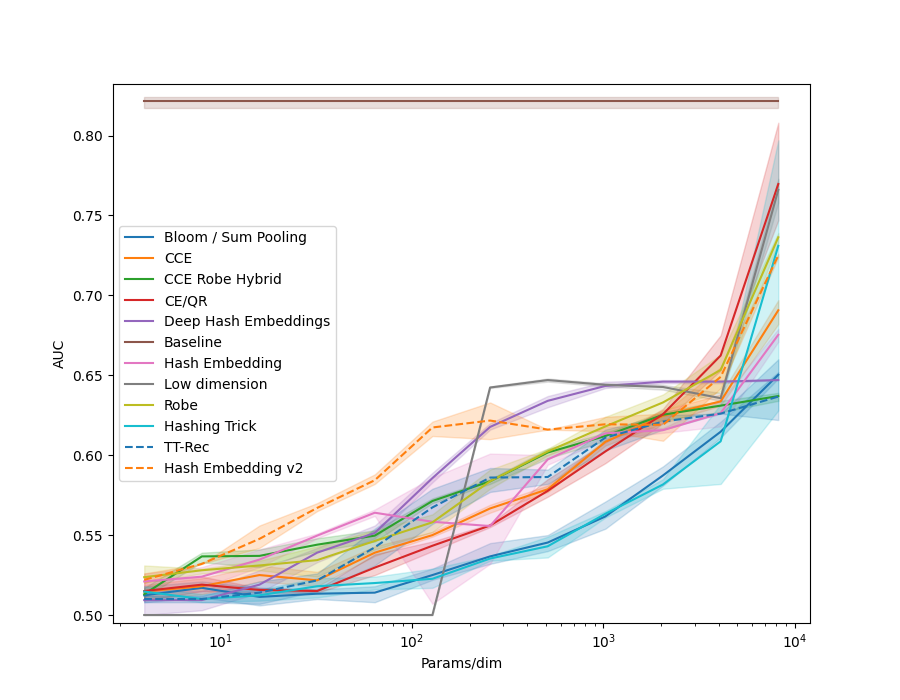 0.80
0.75
0.70
0.65
0.60
0.55
0.50
AUC
Bloom / Sum Pooling
CCE
CCE Robe Hybrid
CE/QR
Deep Hash Embeddings
Baseline
Hash Embedding
Low dimension
Robe
Hashing Trick
TT-Rec
Hash Embedding v2
10¹ 10² 10³ 10⁴
Params/dim